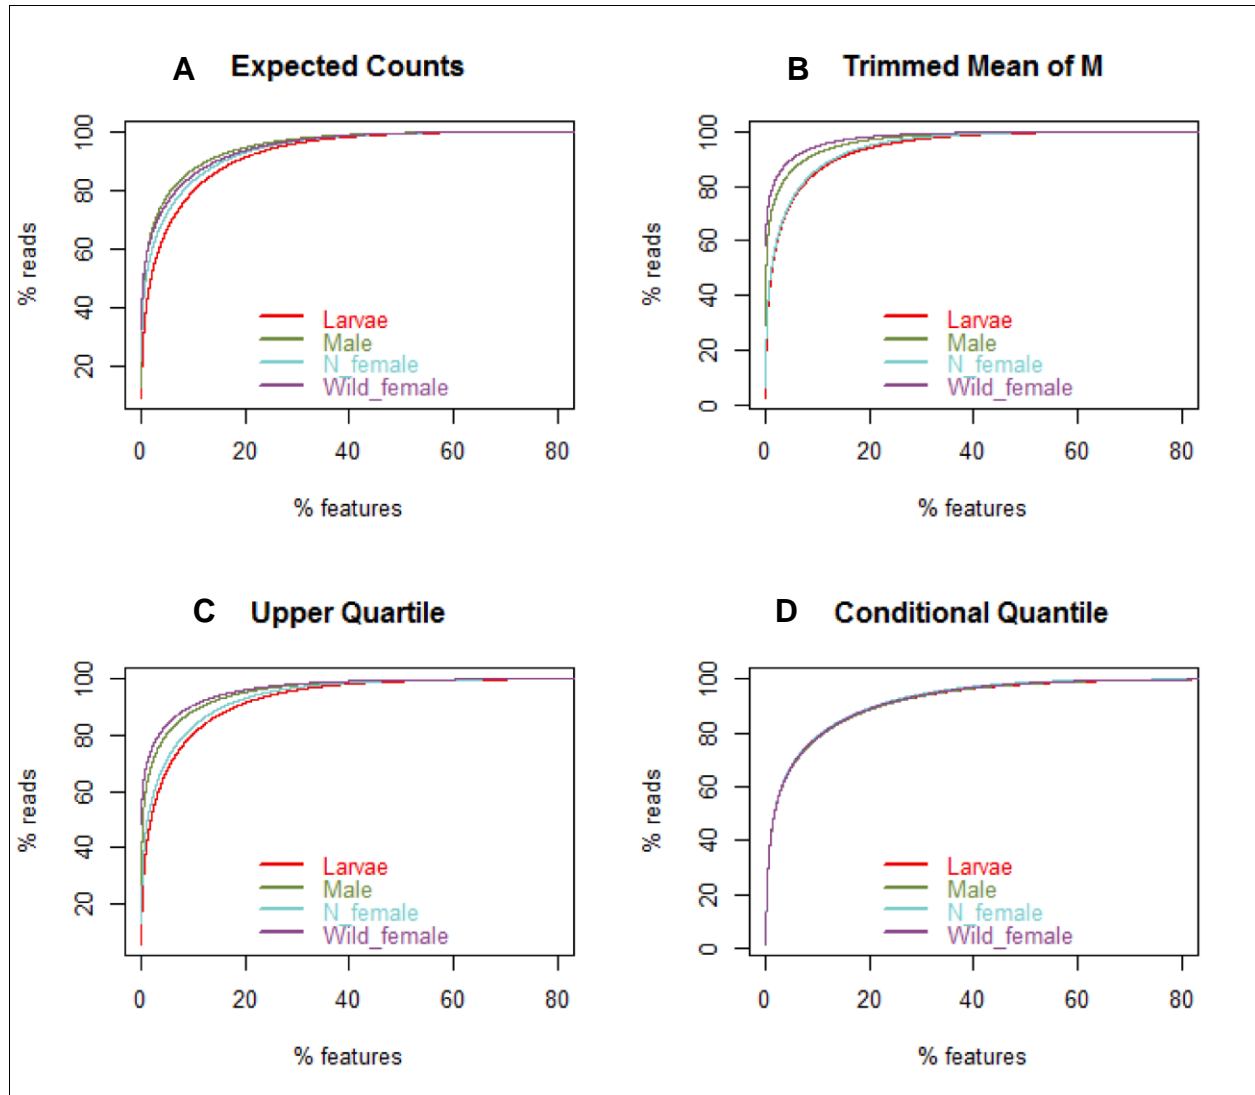 A Expected Counts
% reads
100
80
60
40
20
Larvae
Male
N_female
Wild_female
0 20 40 60 80
% features
B Trimmed Mean of M
% reads
100
80
60
40
20
0
Larvae
Male
N_female
Wild_female
0 20 40 60 80
% features
C Upper Quartile
% reads
100
80
60
40
20
Larvae
Male
N_female
Wild_female
0 20 40 60 80
% features
D Conditional Quantile
% reads
100
80
60
40
20
0
Larvae
Male
N_female
Wild_female
0 20 40 60 80
% features